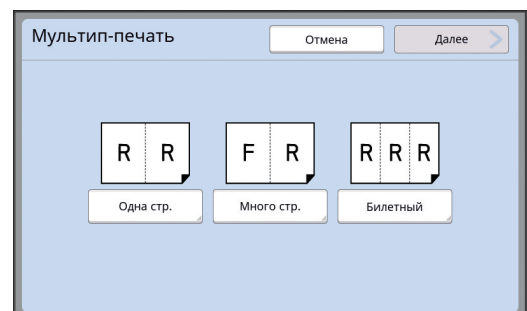 Мультип-печать
Отмена
Далее
R R
F R
R R R
Одна стр.
Много стр.
Билетный